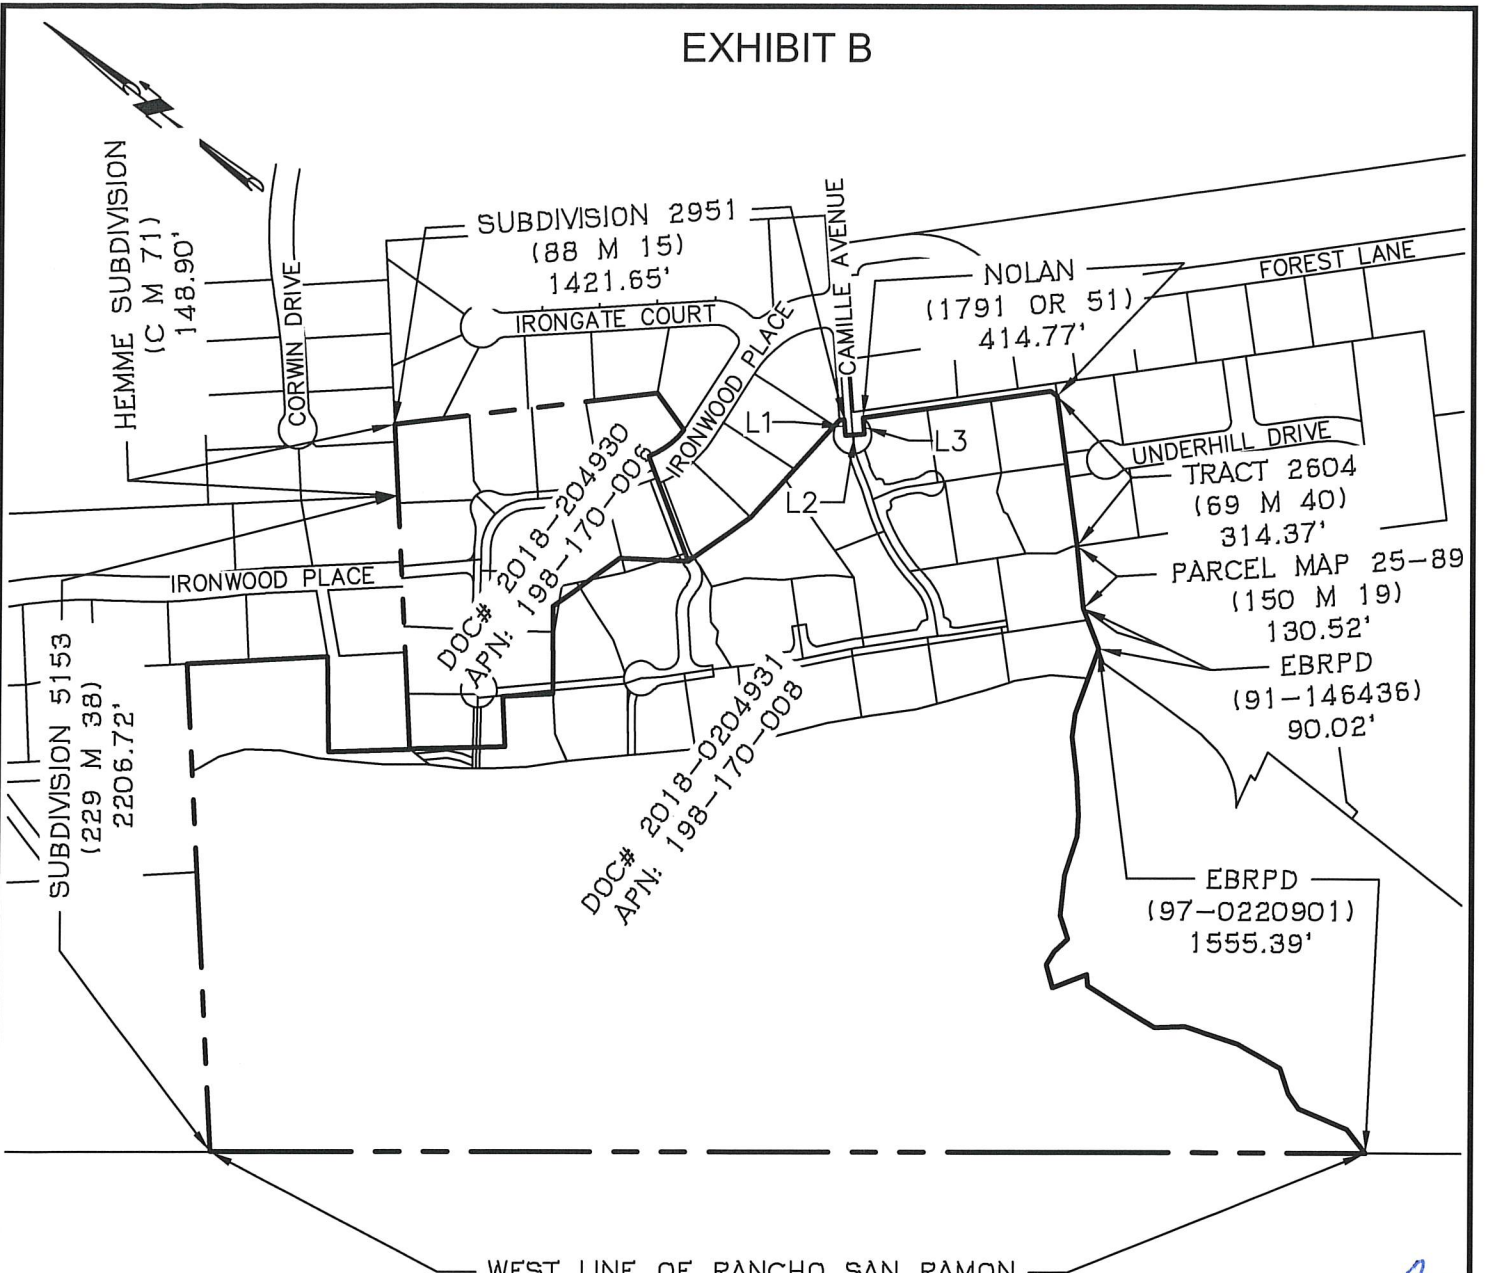 EXHIBIT B
HEMME SUBDIVISION
(C M 71)
148.90'
CORWIN DRIVE
SUBDIVISION 2951
(88 M 15)
1421.65'
IRONGATE COURT
IRONWOOD PLACE
CAMILLE AVENUE
NOLAN
(1791 OR 51)
414.77'
FOREST LANE
L1
L2
L3
UNDERHILL DRIVE
TRACT 2604
(69 M 40)
314.37'
PARCEL MAP 25-89
(150 M 19)
130.52'
EBRPD
(91-146436)
90.02'
IRONWOOD PLACE
DOC# 2018-204930
APN: 198-170-006
DOC# 2018-0204931
APN: 198-170-008
SUBDIVISION 5153
(229 M 38)
2206.72'
EBRPD
(97-0220901)
1555.39'
WEST LINE OF RANCHO SAN RAMON